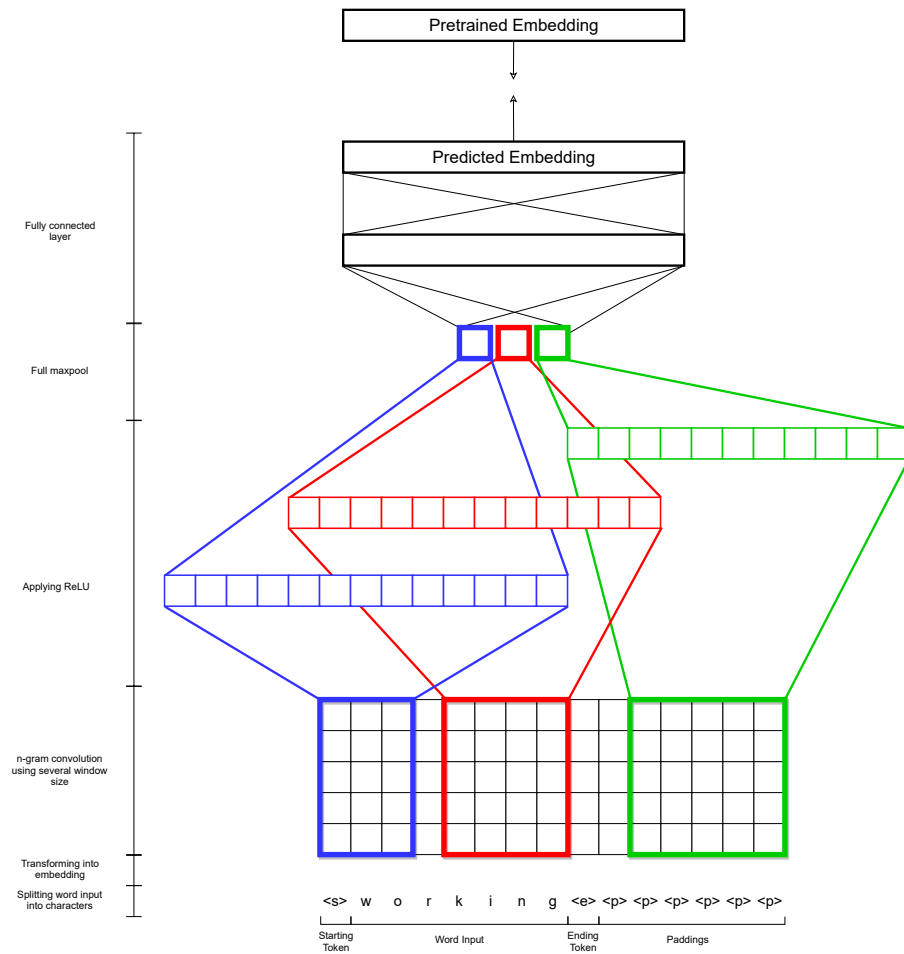 Pretrained Embedding
Predicted Embedding
Fully connected
layer
Full maxpool
Applying ReLU
n-gram convolution
using several window
size
Transforming into
embedding
Splitting word input
into characters
<s> w o r k i n g <e> <p> <p> <p> <p> <p> <p>
Starting
Token
Word Input
Ending
Token
Paddings